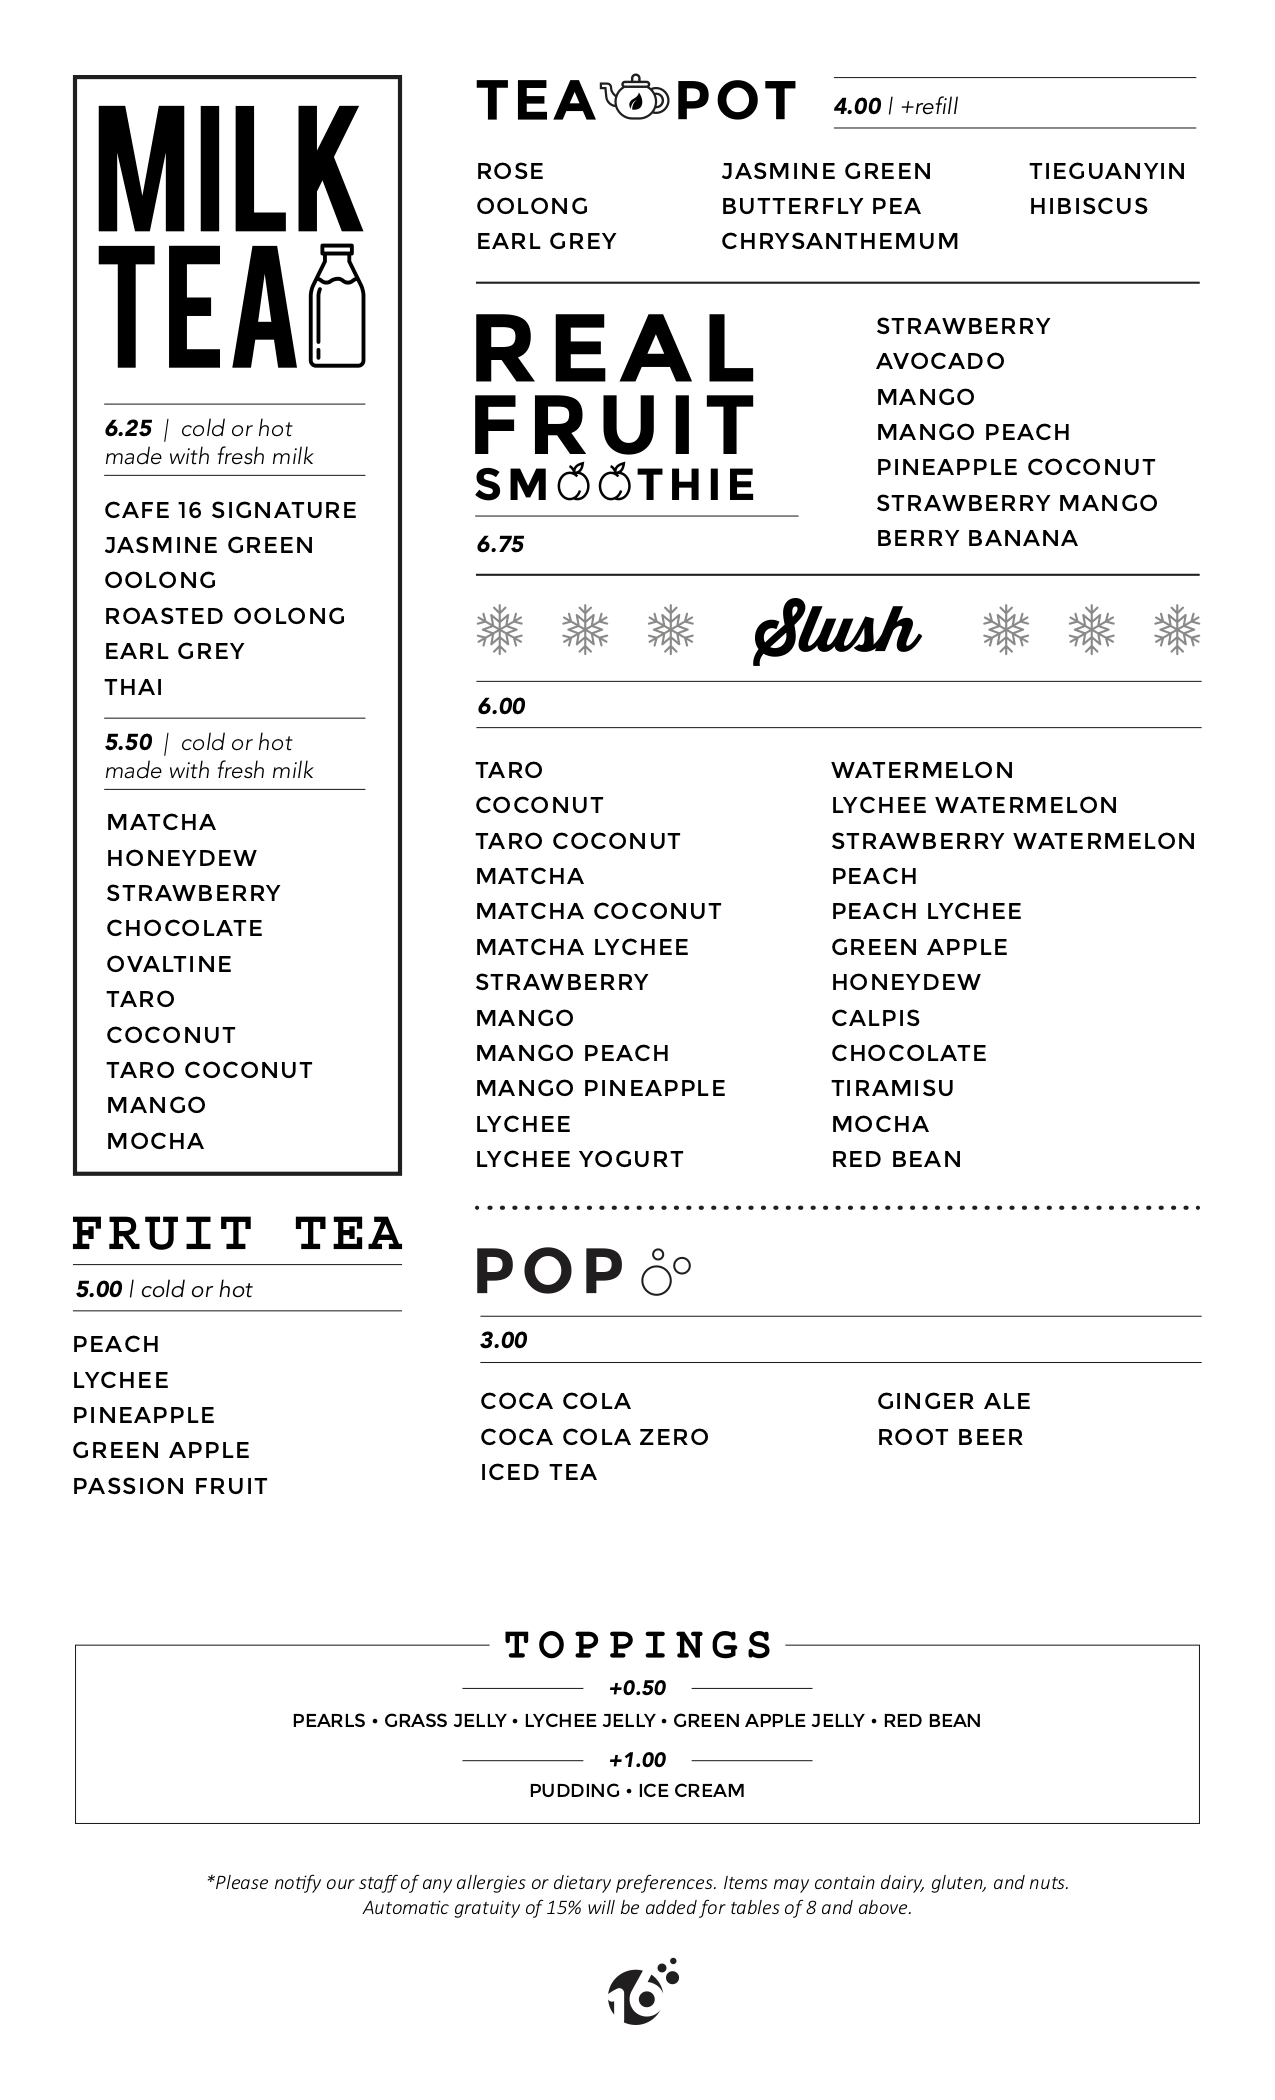 MILK
TEA
6.25 | cold or hot
made with fresh milk
CAFE 16 SIGNATURE
JASMINE GREEN
OOLONG
ROASTED OOLONG
EARL GREY
THAI
5.50 | cold or hot
made with fresh milk
MATCHA
HONEYDEW
STRAWBERRY
CHOCOLATE
OVALTINE
TARO
COCONUT
TARO COCONUT
MANGO
MOCHA
FRUIT TEA
5.00 | cold or hot
PEACH
LYCHEE
PINEAPPLE
GREEN APPLE
PASSION FRUIT
TEA POT
4.00 | +refill
ROSE
OOLONG
EARL GREY
JASMINE GREEN
BUTTERFLY PEA
CHRYSANTHEMUM
TIEGUANYIN
HIBISCUS
REAL
FRUIT
SMOOTHIE
6.75
STRAWBERRY
AVOCADO
MANGO
MANGO PEACH
PINEAPPLE COCONUT
STRAWBERRY MANGO
BERRY BANANA
Slush
6.00
TARO
COCONUT
TARO COCONUT
MATCHA
MATCHA COCONUT
MATCHA LYCHEE
STRAWBERRY
MANGO
MANGO PEACH
MANGO PINEAPPLE
LYCHEE
LYCHEE YOGURT
WATERMELON
LYCHEE WATERMELON
STRAWBERRY WATERMELON
PEACH
PEACH LYCHEE
GREEN APPLE
HONEYDEW
CALPIS
CHOCOLATE
TIRAMISU
MOCHA
RED BEAN
POP
3.00
COCA COLA
COCA COLA ZERO
ICED TEA
GINGER ALE
ROOT BEER
TOPPINGS
+0.50
PEARLS • GRASS JELLY • LYCHEE JELLY • GREEN APPLE JELLY • RED BEAN
+1.00
PUDDING • ICE CREAM
*Please notify our staff of any allergies or dietary preferences. Items may contain dairy, gluten, and nuts.
Automatic gratuity of 15% will be added for tables of 8 and above.
16